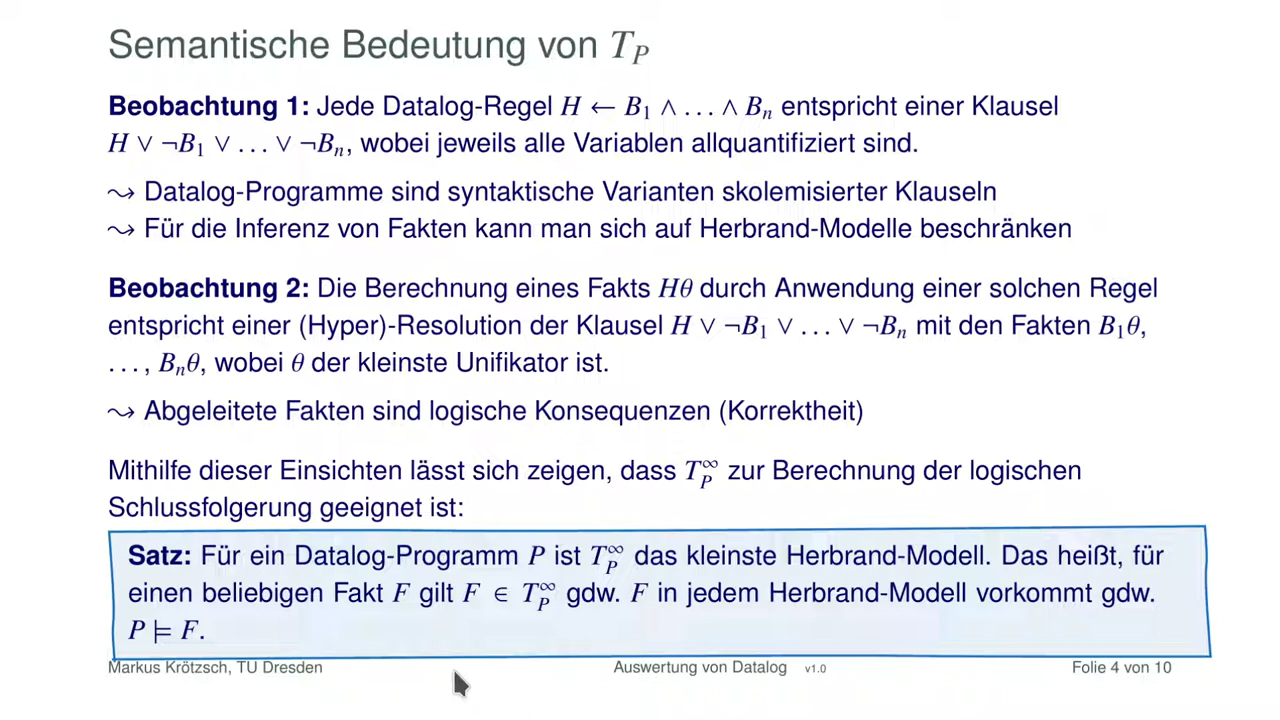 Semantische Bedeutung von T_P
Beobachtung 1: Jede Datalog-Regel H ← B₁ ∧ . . . ∧ Bₙ entspricht einer Klausel
H ∨ ¬B₁ ∨ . . . ∨ ¬Bₙ, wobei jeweils alle Variablen allquantifiziert sind.
⤳ Datalog-Programme sind syntaktische Varianten skolemisierter Klauseln
⤳ Für die Inferenz von Fakten kann man sich auf Herbrand-Modelle beschränken
Beobachtung 2: Die Berechnung eines Fakts Hθ durch Anwendung einer solchen Regel
entspricht einer (Hyper)-Resolution der Klausel H ∨ ¬B₁ ∨ . . . ∨ ¬Bₙ mit den Fakten B₁θ,
. . . , Bₙθ, wobei θ der kleinste Unifikator ist.
⤳ Abgeleitete Fakten sind logische Konsequenzen (Korrektheit)
Mithilfe dieser Einsichten lässt sich zeigen, dass T_P^∞ zur Berechnung der logischen
Schlussfolgerung geeignet ist:
Satz: Für ein Datalog-Programm P ist T_P^∞ das kleinste Herbrand-Modell. Das heißt, für
einen beliebigen Fakt F gilt F ∈ T_P^∞ gdw. F in jedem Herbrand-Modell vorkommt gdw.
P ⊨ F.
Markus Krötzsch, TU Dresden Auswertung von Datalog v1.0 Folie 4 von 10